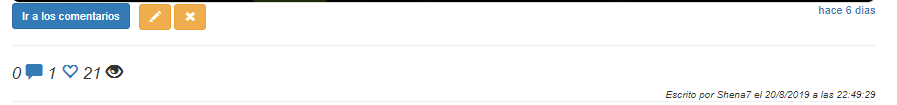 Ir a los comentarios
hace 6 dias
0 1 21
Escrito por Shena7 el 20/8/2019 a las 22:49:29